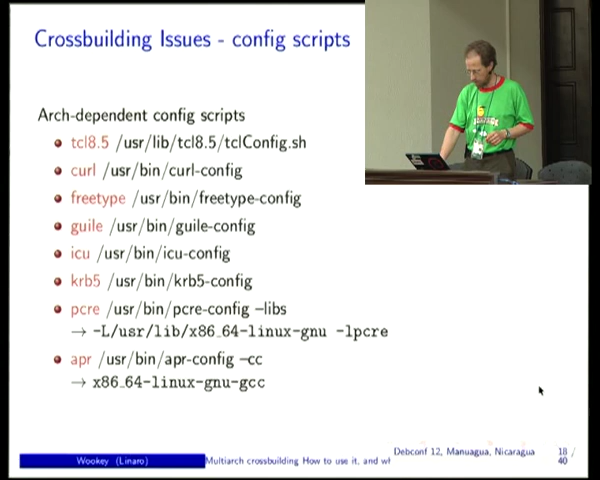 Crossbuilding Issues - config scripts
Arch-dependent config scripts
tcl8.5 /usr/lib/tcl8.5/tclConfig.sh
curl /usr/bin/curl-config
freetype /usr/bin/freetype-config
guile /usr/bin/guile-config
icu /usr/bin/icu-config
krb5 /usr/bin/krb5-config
pcre /usr/bin/pcre-config –libs
→ -L/usr/lib/x86_64-linux-gnu -lpcre
apr /usr/bin/apr-config –cc
→ x86_64-linux-gnu-gcc
Wookey (Linaro)
Multiarch crossbuilding How to use it, and wh
Debconf 12, Manuagua, Nicaragua
18 /
40